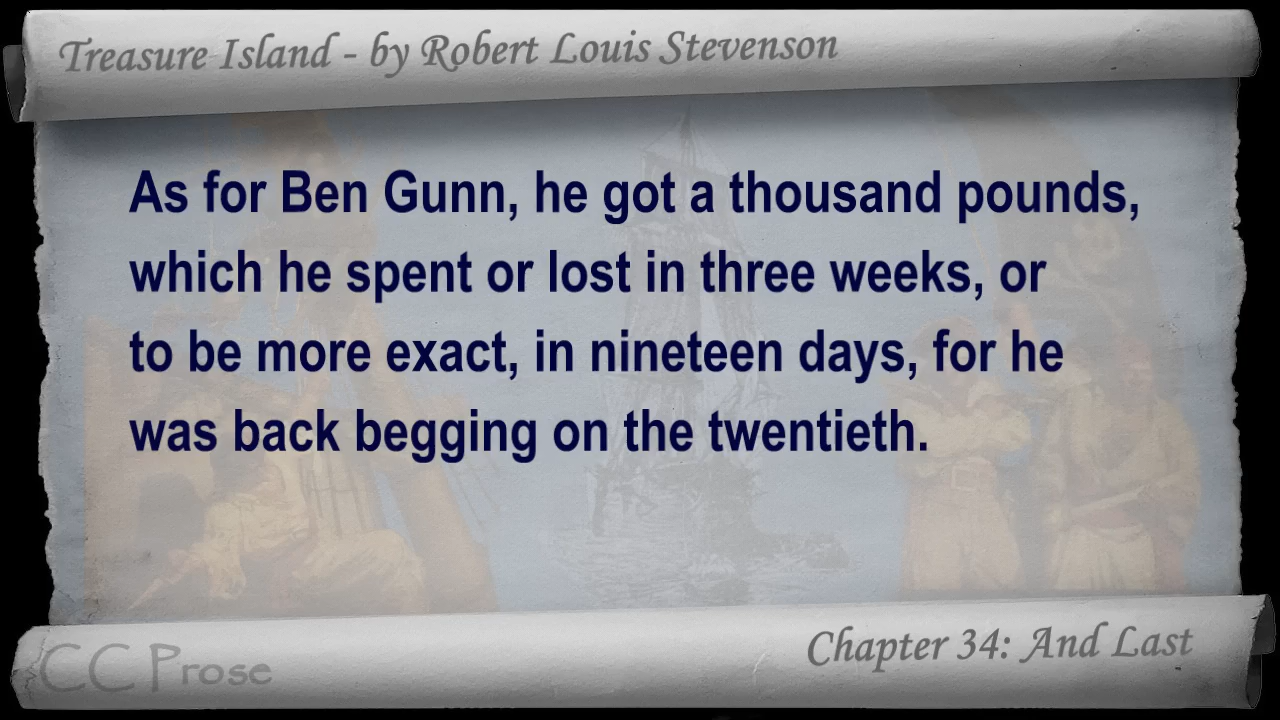 Treasure Island - by Robert Louis Stevenson
As for Ben Gunn, he got a thousand pounds,
which he spent or lost in three weeks, or
to be more exact, in nineteen days, for he
was back begging on the twentieth.
CC Prose
Chapter 34: And Last